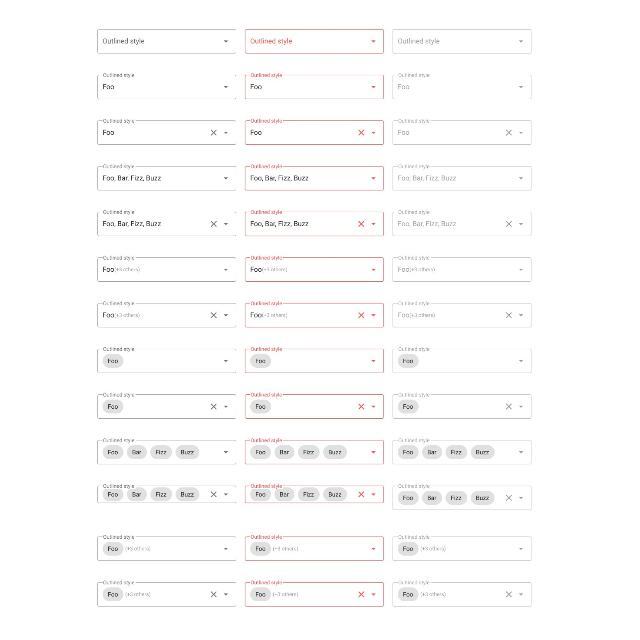 Outlined style Outlined style Outlined style
Outlined style Outlined style Outlined style
Foo Foo Foo
Outlined style Outlined style Outlined style
Foo Foo Foo
Outlined style Outlined style Outlined style
Foo, Bar, Fizz, Buzz Foo, Bar, Fizz, Buzz Foo, Bar, Fizz, Buzz
Outlined style Outlined style Outlined style
Foo, Bar, Fizz, Buzz Foo, Bar, Fizz, Buzz Foo, Bar, Fizz, Buzz
Outlined style Outlined style Outlined style
Foo(+3 others) Foo(+3 others) Foo(+3 others)
Outlined style Outlined style Outlined style
Foo(+3 others) Foo(+3 others) Foo(+3 others)
Outlined style Outlined style Outlined style
Foo Foo Foo
Outlined style Outlined style Outlined style
Foo Foo Foo
Outlined style Outlined style Outlined style
Foo Bar Fizz Buzz Foo Bar Fizz Buzz Foo Bar Fizz Buzz
Outlined style Outlined style Outlined style
Foo Bar Fizz Buzz Foo Bar Fizz Buzz Foo Bar Fizz Buzz
Outlined style Outlined style Outlined style
Foo (+3 others) Foo (+3 others) Foo (+3 others)
Outlined style Outlined style Outlined style
Foo (+3 others) Foo (+3 others) Foo (+3 others)